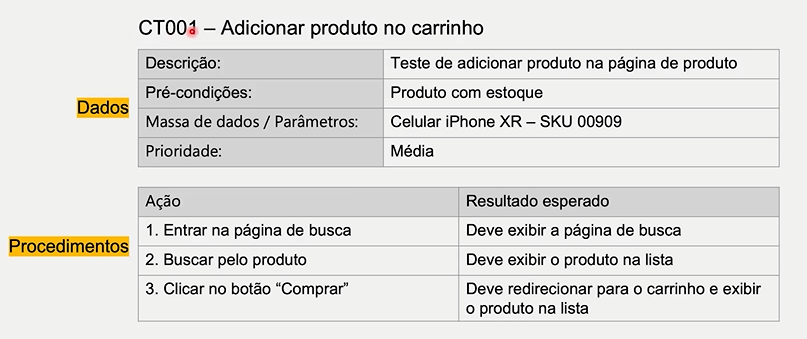 CT001 – Adicionar produto no carrinho
Dados
Descrição: Teste de adicionar produto na página de produto
Pré-condições: Produto com estoque
Massa de dados / Parâmetros: Celular iPhone XR – SKU 00909
Prioridade: Média
Procedimentos
Ação Resultado esperado
1. Entrar na página de busca Deve exibir a página de busca
2. Buscar pelo produto Deve exibir o produto na lista
3. Clicar no botão “Comprar” Deve redirecionar para o carrinho e exibir
o produto na lista